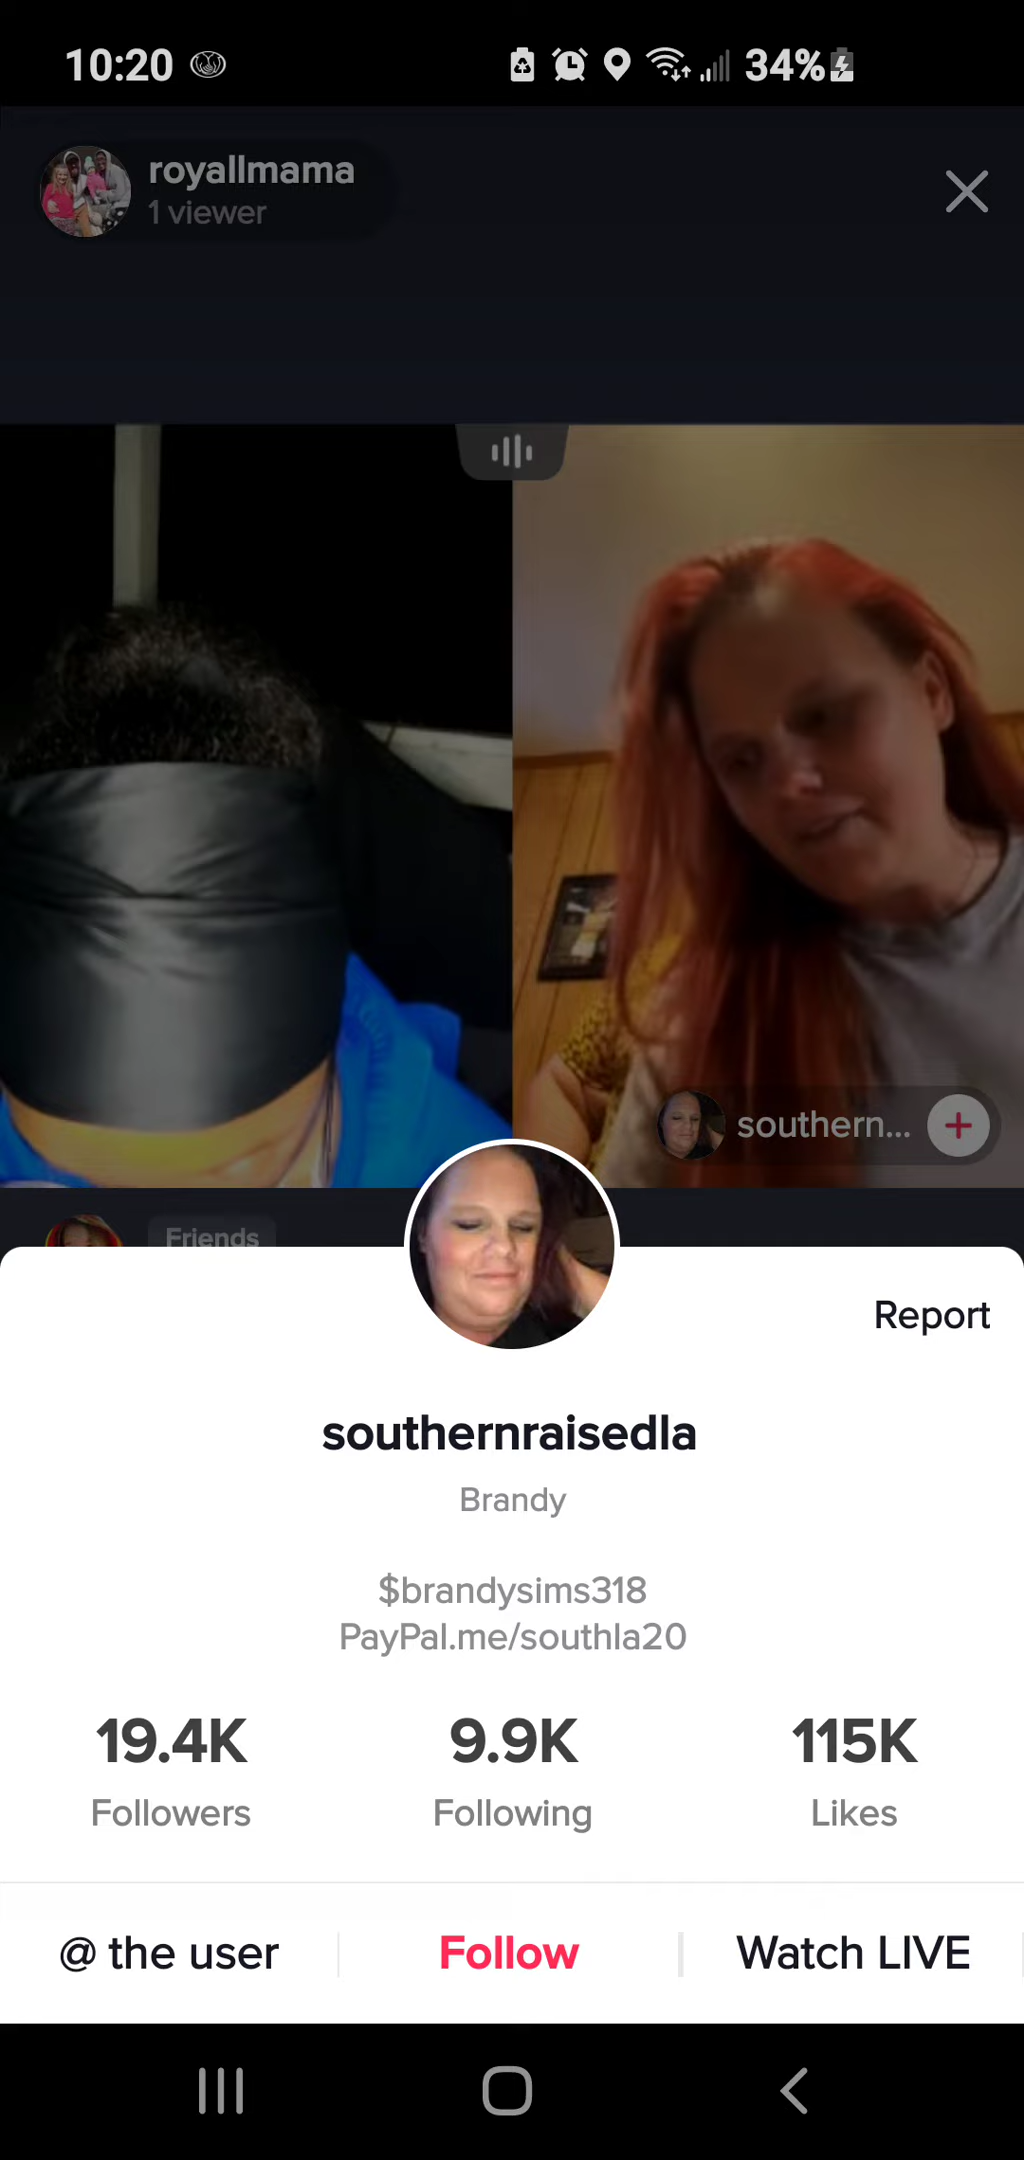 10:20
34%
royallmama
1 viewer
southern...
Friends
Report
southernraisedla
Brandy
$brandysims318
PayPal.me/southla20
19.4K 9.9K 115K
Followers Following Likes
@ the user Follow Watch LIVE